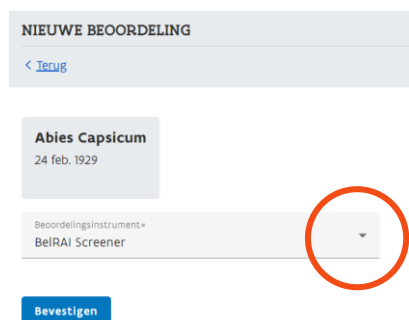 NIEUWE BEOORDELING
< Terug
Abies Capsicum
24 feb. 1929
Beoordelingsinstrument*
BelRAI Screener
Bevestigen